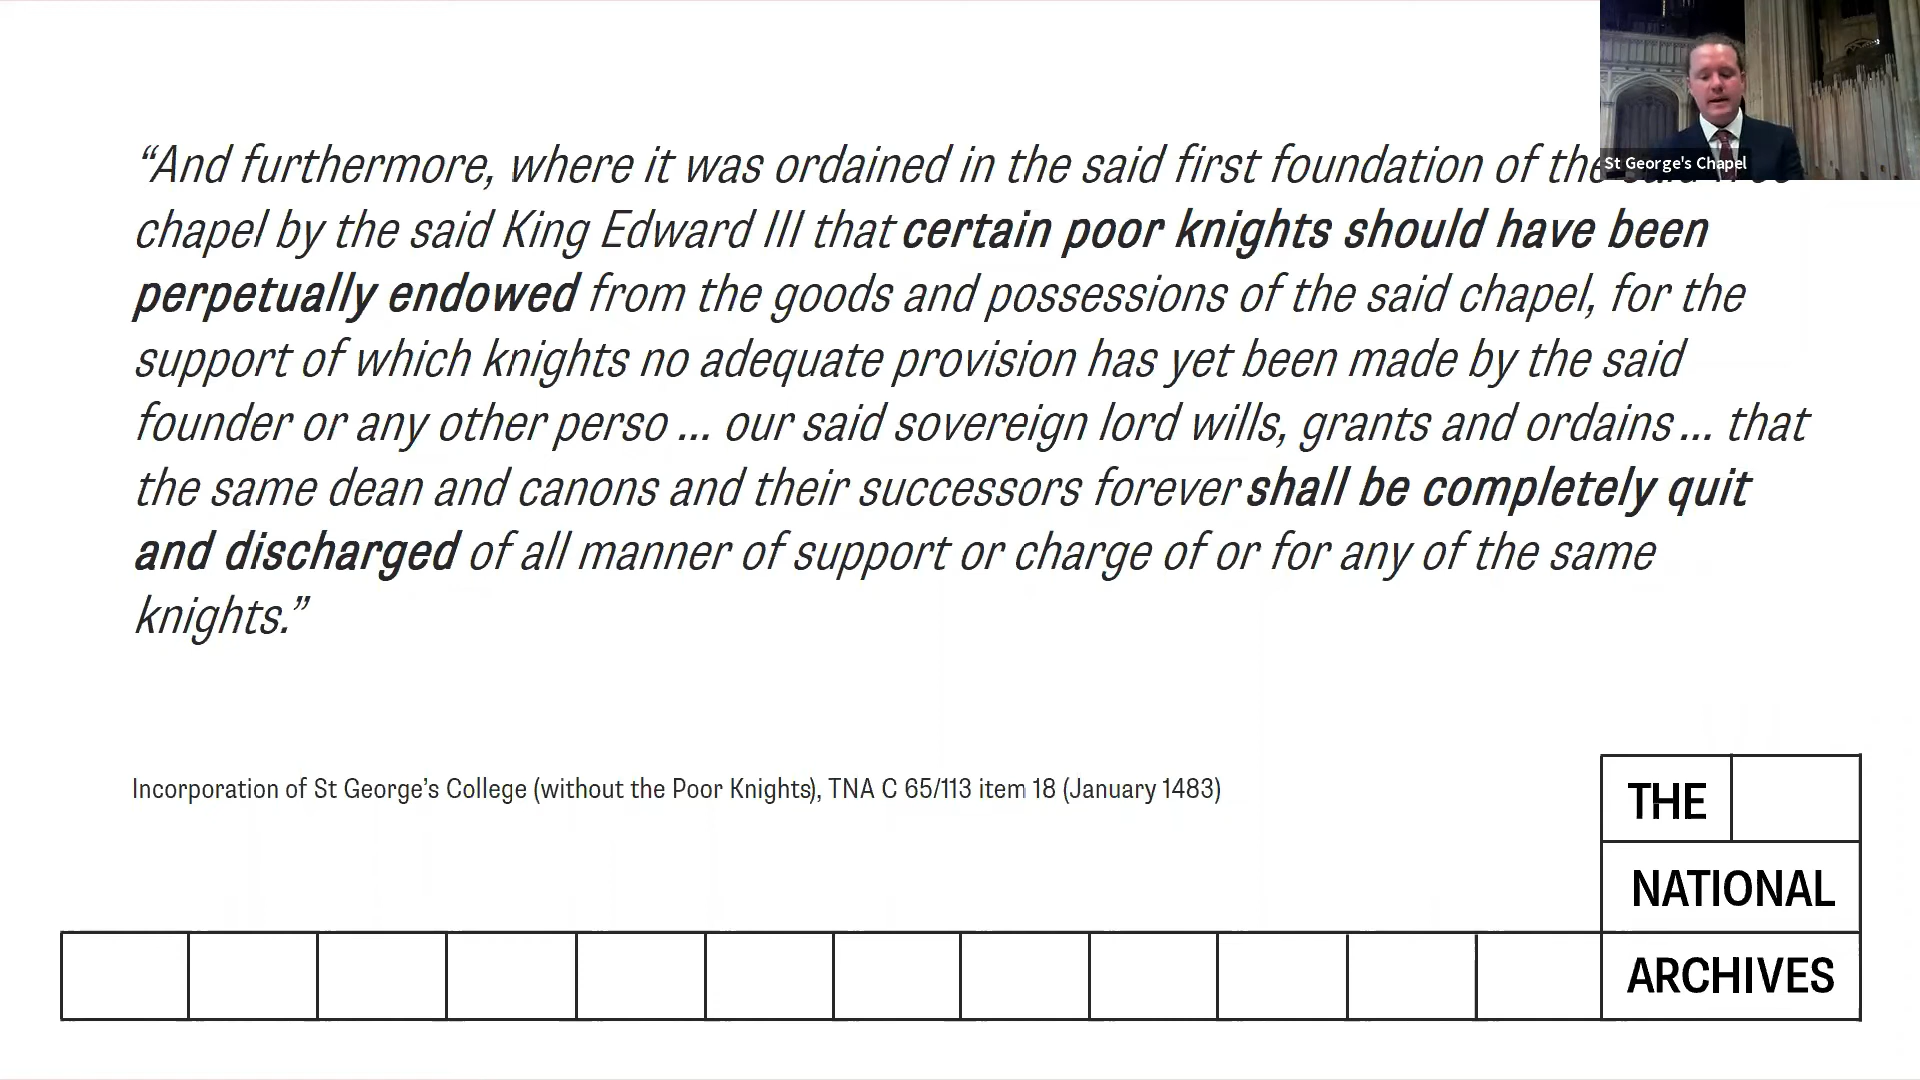 “And furthermore, where it was ordained in the said first foundation of the
chapel by the said King Edward III that certain poor knights should have been
perpetually endowed from the goods and possessions of the said chapel, for the
support of which knights no adequate provision has yet been made by the said
founder or any other perso ... our said sovereign lord wills, grants and ordains ... that
the same dean and canons and their successors forever shall be completely quit
and discharged of all manner of support or charge of or for any of the same
knights.”
Incorporation of St George’s College (without the Poor Knights), TNA C 65/113 item 18 (January 1483)
St George's Chapel
THE
NATIONAL
ARCHIVES